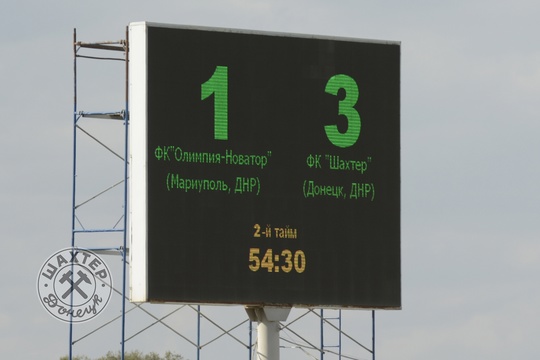 1 3
ФК"Олимпия-Новатор" ФК "Шахтер"
(Мариуполь, ДНР) (Донецк, ДНР)
2-й тайм
54:30
ШАХТЕР
Донецк